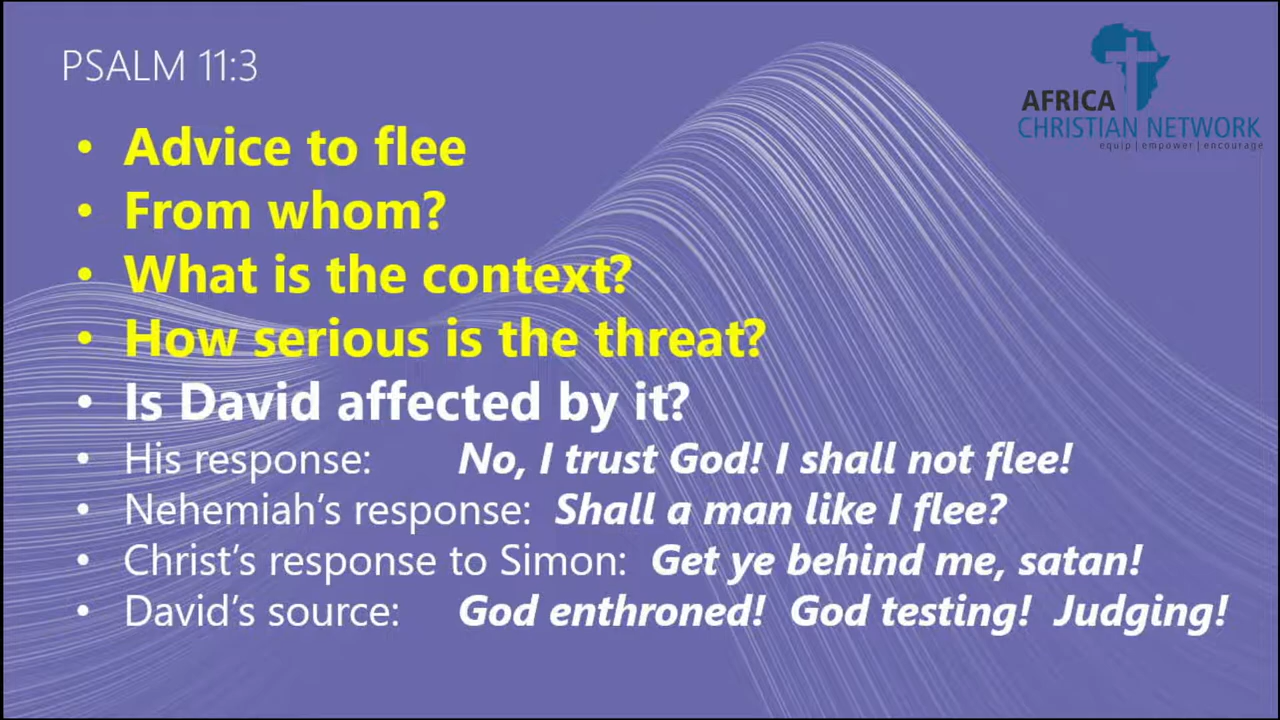 PSALM 11:3
AFRICA
CHRISTIAN NETWORK
equip | empower | encourage
• Advice to flee
• From whom?
• What is the context?
• How serious is the threat?
• Is David affected by it?
• His response: No, I trust God! I shall not flee!
• Nehemiah's response: Shall a man like I flee?
• Christ's response to Simon: Get ye behind me, satan!
• David's source: God enthroned! God testing! Judging!